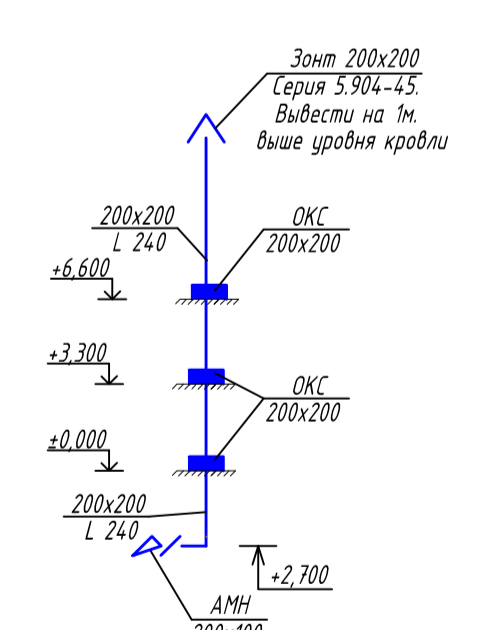 Зонт 200х200
Серия 5.904-45.
Вывести на 1м.
выше уровня кровли
200х200
L 240
ОКС
200х200
+6,600
+3,300
ОКС
200х200
±0,000
200х200
L 240
+2,700
АМН
200х100